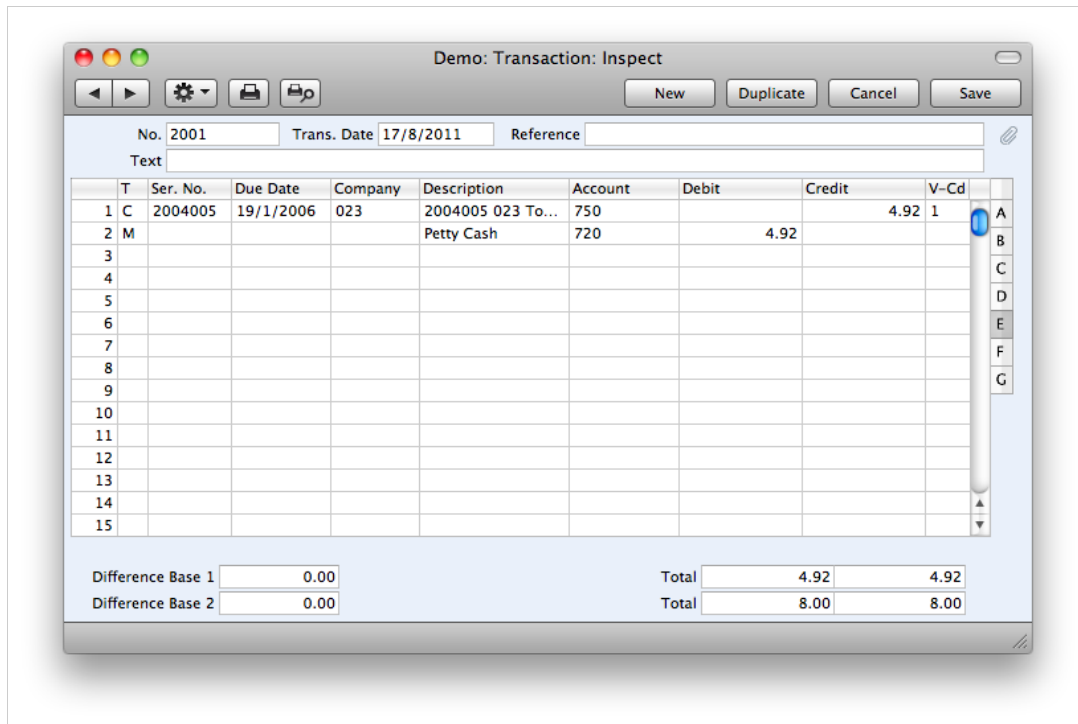 Demo: Transaction: Inspect
New Duplicate Cancel Save
No. 2001 Trans. Date 17/8/2011 Reference
Text
T Ser. No. Due Date Company Description Account Debit Credit V-Cd
1 C 2004005 19/1/2006 023 2004005 023 To... 750 4.92 1 A
2 M Petty Cash 720 4.92 B
3
4 C
5 D
6 E
7 F
8 G
9
10
11
12
13
14
15
Difference Base 1 0.00 Total 4.92 4.92
Difference Base 2 0.00 Total 8.00 8.00